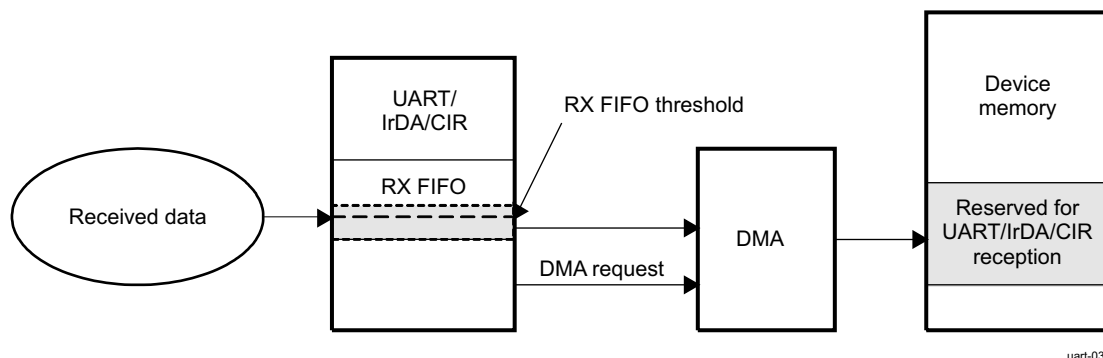 UART/
IrDA/CIR
RX FIFO threshold
Device
memory
RX FIFO
Received data
DMA
Reserved for
UART/IrDA/CIR
reception
DMA request